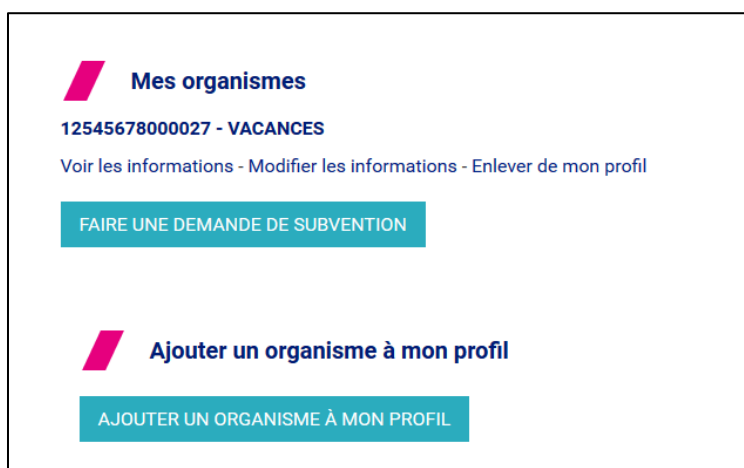 Mes organismes
12545678000027 - VACANCES
Voir les informations - Modifier les informations - Enlever de mon profil
FAIRE UNE DEMANDE DE SUBVENTION
Ajouter un organisme à mon profil
AJOUTER UN ORGANISME À MON PROFIL